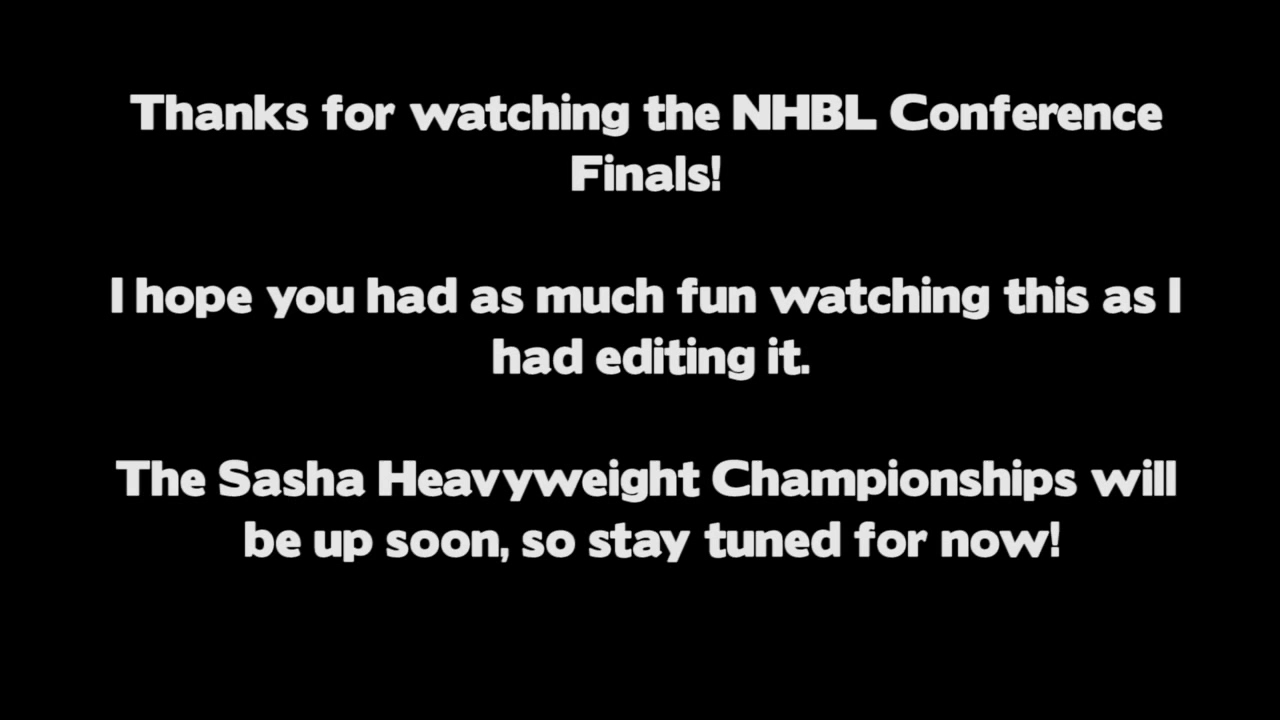 Thanks for watching the NHBL Conference
Finals!
I hope you had as much fun watching this as I
had editing it.
The Sasha Heavyweight Championships will
be up soon, so stay tuned for now!